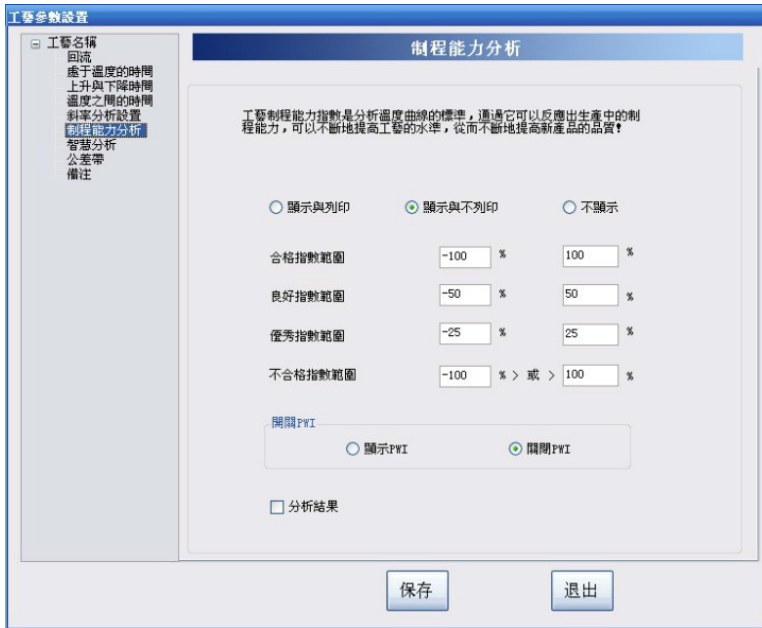 工藝參數設置
工藝名稱
回流
處于溫度的時間
上升與下降時間
溫度之間的時間
斜率分析設置
制程能力分析
智慧分析
公差帶
備注
制程能力分析
工藝制程能力指數是分析溫度曲線的標準，通過它可以反應出生產中的制
程能力，可以不斷地提高工藝的水準，從而不斷地提高新產品的品質！
顯示與列印 顯示與不列印 不顯示
合格指數範圍 -100 % 100 %
良好指數範圍 -50 % 50 %
優秀指數範圍 -25 % 25 %
不合格指數範圍 -100 % > 或 > 100 %
開關PWI
顯示PWI 關閉PWI
分析結果
保存 退出